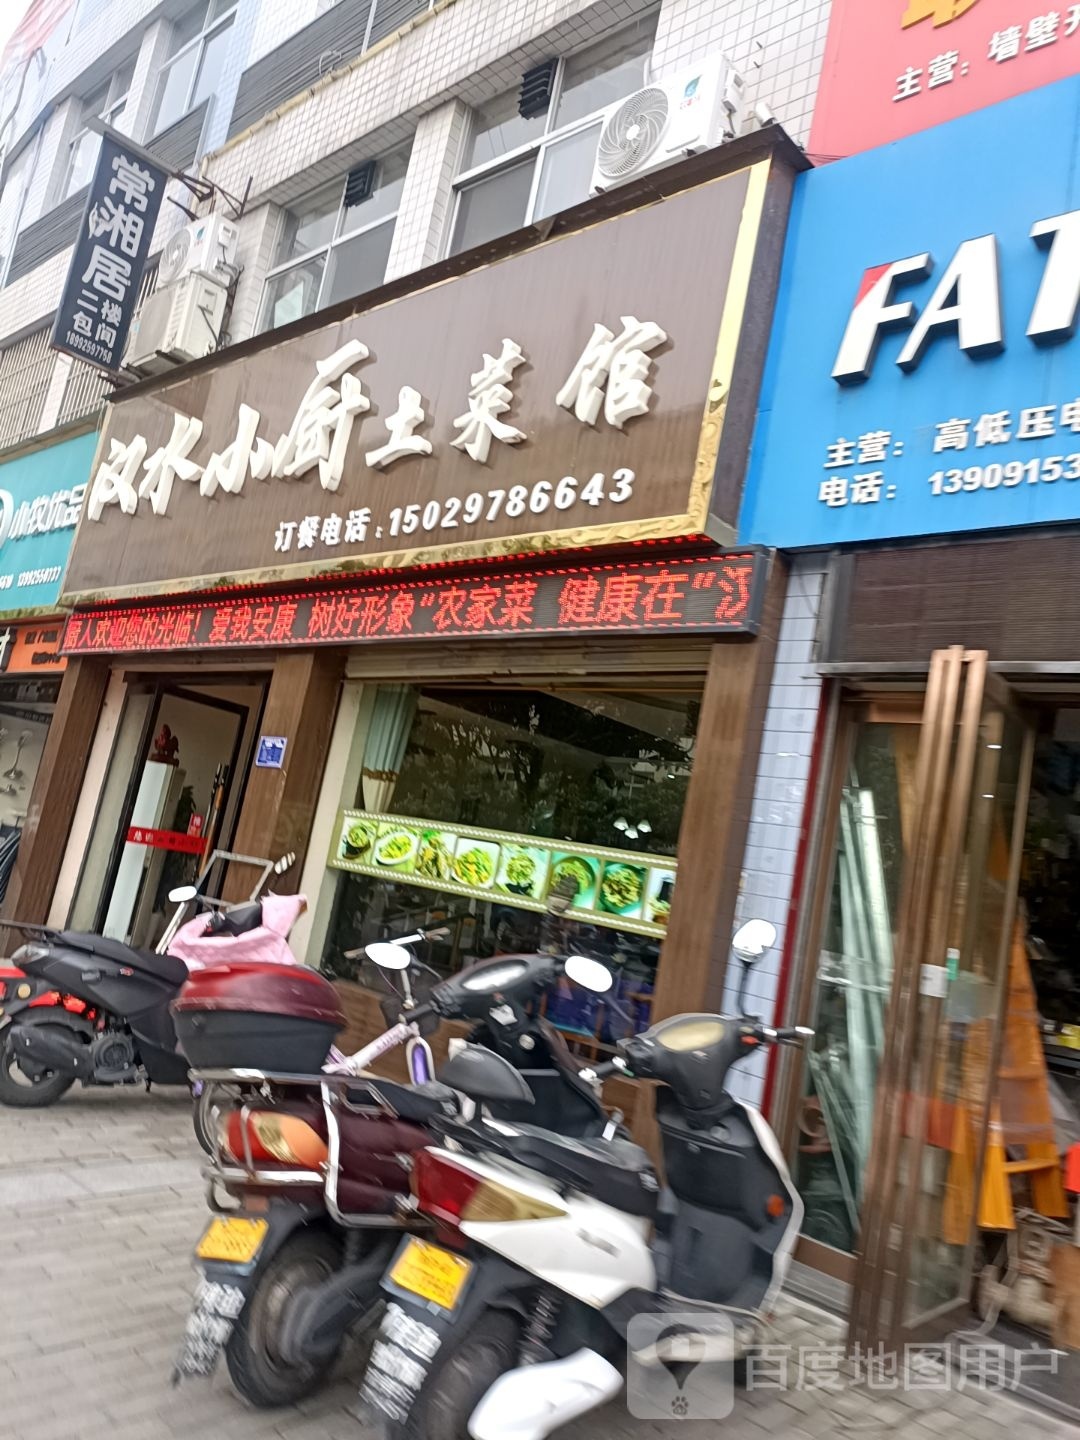 主营：墙壁开
常湘居
二楼
包间
18992597758
汉水小厨土菜馆
订餐电话：15029786643
FAT
主营：高低压电
电话：13909153
小牧优品
13992558737
人欢迎您的光临！爱我安康 树好形象“农家菜 健康在”
百度地图用户